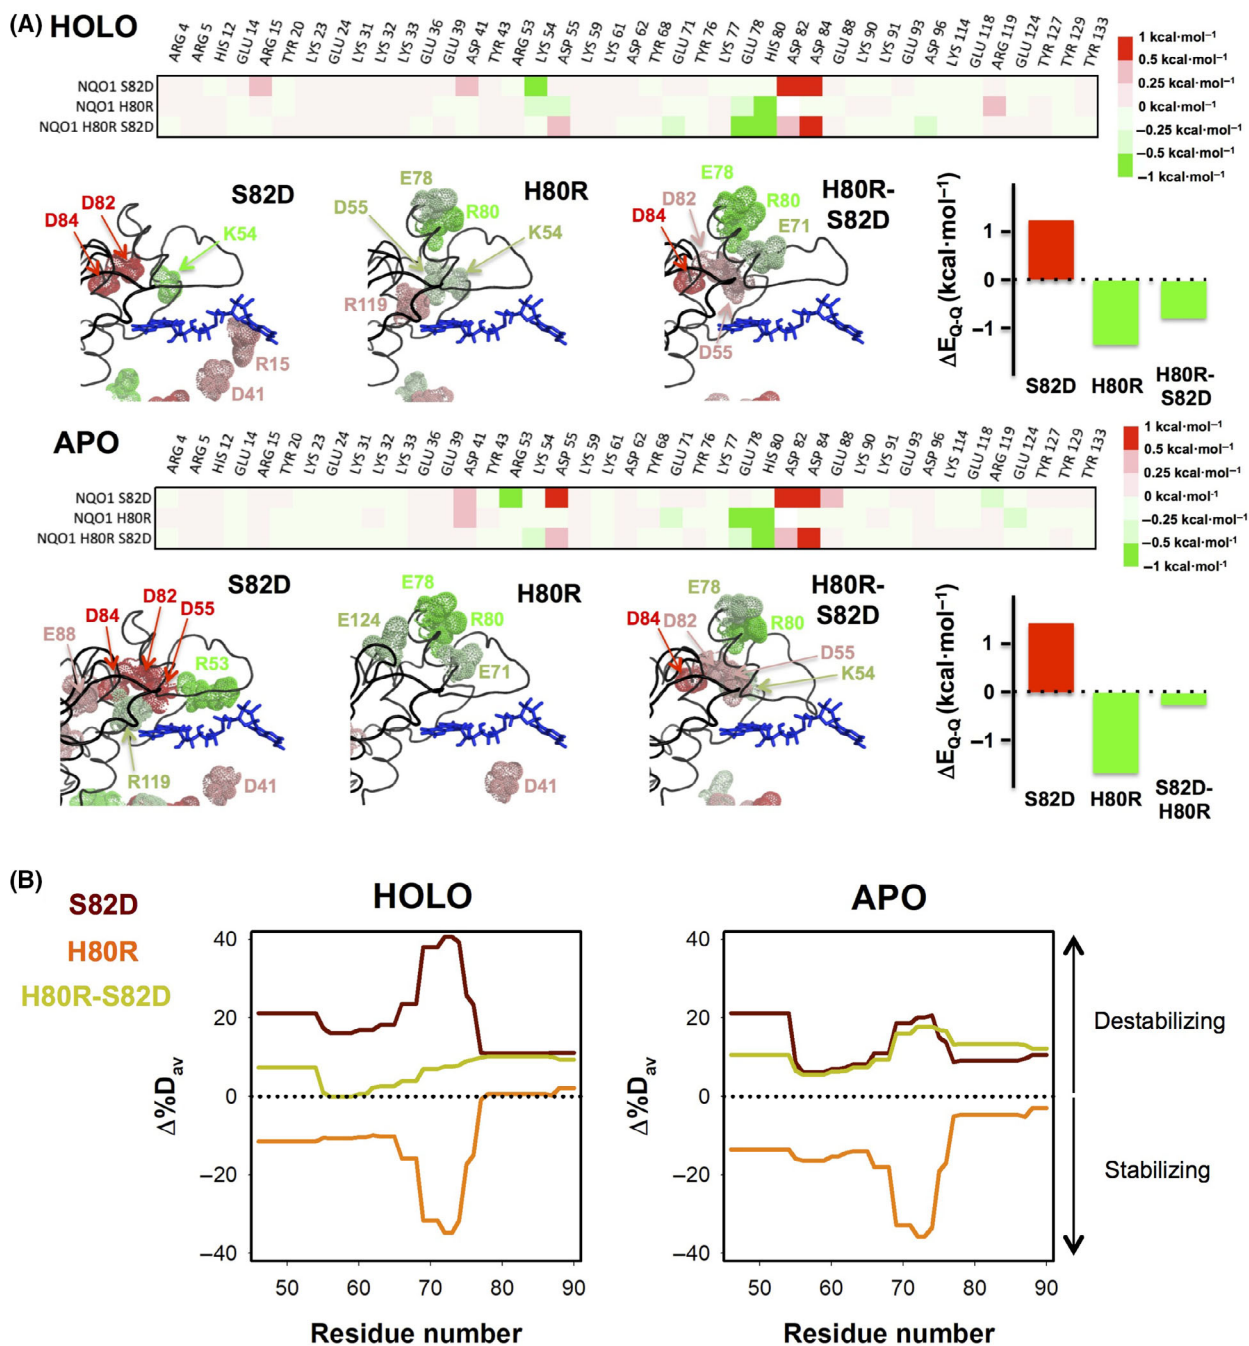 (A) HOLO
ARG 4 ARG 5 HIS 12 GLU 14 ARG 15 TYR 20 LYS 23 GLU 24 LYS 31 LYS 32 LYS 33 GLU 36 GLU 39 ASP 41 TYR 43 ARG 53 LYS 54 ASP 55 LYS 59 LYS 61 ASP 62 TYR 68 GLU 71 TYR 76 LYS 77 GLU 78 HIS 80 ASP 82 ASP 84 GLU 88 LYS 90 LYS 91 GLU 93 ASP 96 LYS 114 GLU 118 ARG 119 GLU 124 TYR 127 TYR 129 TYR 133
NQO1 S82D
NQO1 H80R
NQO1 H80R S82D
1 kcal·mol⁻¹
0.5 kcal·mol⁻¹
0.25 kcal·mol⁻¹
0 kcal·mol⁻¹
−0.25 kcal·mol⁻¹
−0.5 kcal·mol⁻¹
−1 kcal·mol⁻¹
S82D
D82
D84
K54
R15
D41
H80R
E78
D55
R80
K54
R119
H80R-
S82D
E78
D82
R80
D84
E71
D55
ΔE Q-Q (kcal·mol⁻¹)
1
0
−1
S82D H80R H80R-
S82D
APO
ARG 4 ARG 5 HIS 12 GLU 14 ARG 15 TYR 20 LYS 23 GLU 24 LYS 31 LYS 32 LYS 33 GLU 36 GLU 39 ASP 41 TYR 43 ARG 53 LYS 54 ASP 55 LYS 59 LYS 61 ASP 62 TYR 68 GLU 71 TYR 76 LYS 77 GLU 78 HIS 80 ASP 82 ASP 84 GLU 88 LYS 90 LYS 91 GLU 93 ASP 96 LYS 114 GLU 118 ARG 119 GLU 124 TYR 127 TYR 129 TYR 133
NQO1 S82D
NQO1 H80R
NQO1 H80R S82D
1 kcal·mol⁻¹
0.5 kcal·mol⁻¹
0.25 kcal·mol⁻¹
0 kcal·mol⁻¹
−0.25 kcal·mol⁻¹
−0.5 kcal·mol⁻¹
−1 kcal·mol⁻¹
S82D
D82
D84
D55
E88
R53
R119
D41
H80R
E78
E124
R80
E71
D41
H80R-
S82D
E78
D84
D82
R80
D55
K54
ΔE Q-Q (kcal·mol⁻¹)
1
0
−1
S82D H80R S82D-
H80R
(B)
S82D
H80R
H80R-S82D
HOLO
Δ%Dav
40
20
0
−20
−40
50 60 70 80 90
Residue number
APO
Δ%Dav
40
20
0
−20
−40
50 60 70 80 90
Residue number
Destabilizing
Stabilizing